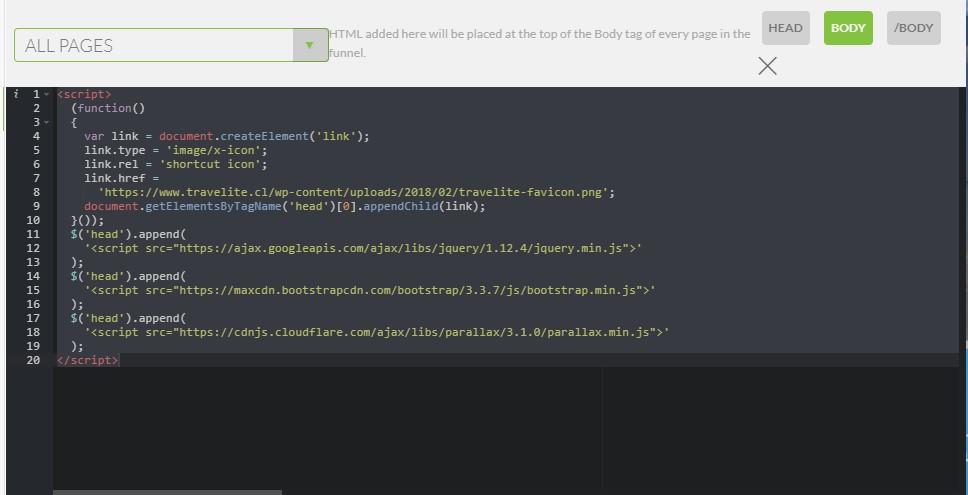 ALL PAGES
▼
HTML added here will be placed at the top of the Body tag of every page in the
funnel.
HEAD
BODY
/BODY
i 1 <script>
2 (function()
3 {
4 var link = document.createElement('link');
5 link.type = 'image/x-icon';
6 link.rel = 'shortcut icon';
7 link.href =
8 'https://www.travelite.cl/wp-content/uploads/2018/02/travelite-favicon.png';
9 document.getElementsByTagName('head')[0].appendChild(link);
10 }());
11 $('head').append(
12 '<script src="https://ajax.googleapis.com/ajax/libs/jquery/1.12.4/jquery.min.js">'
13 );
14 $('head').append(
15 '<script src="https://maxcdn.bootstrapcdn.com/bootstrap/3.3.7/js/bootstrap.min.js">'
16 );
17 $('head').append(
18 '<script src="https://cdnjs.cloudflare.com/ajax/libs/parallax/3.1.0/parallax.min.js">'
19 );
20 </script>